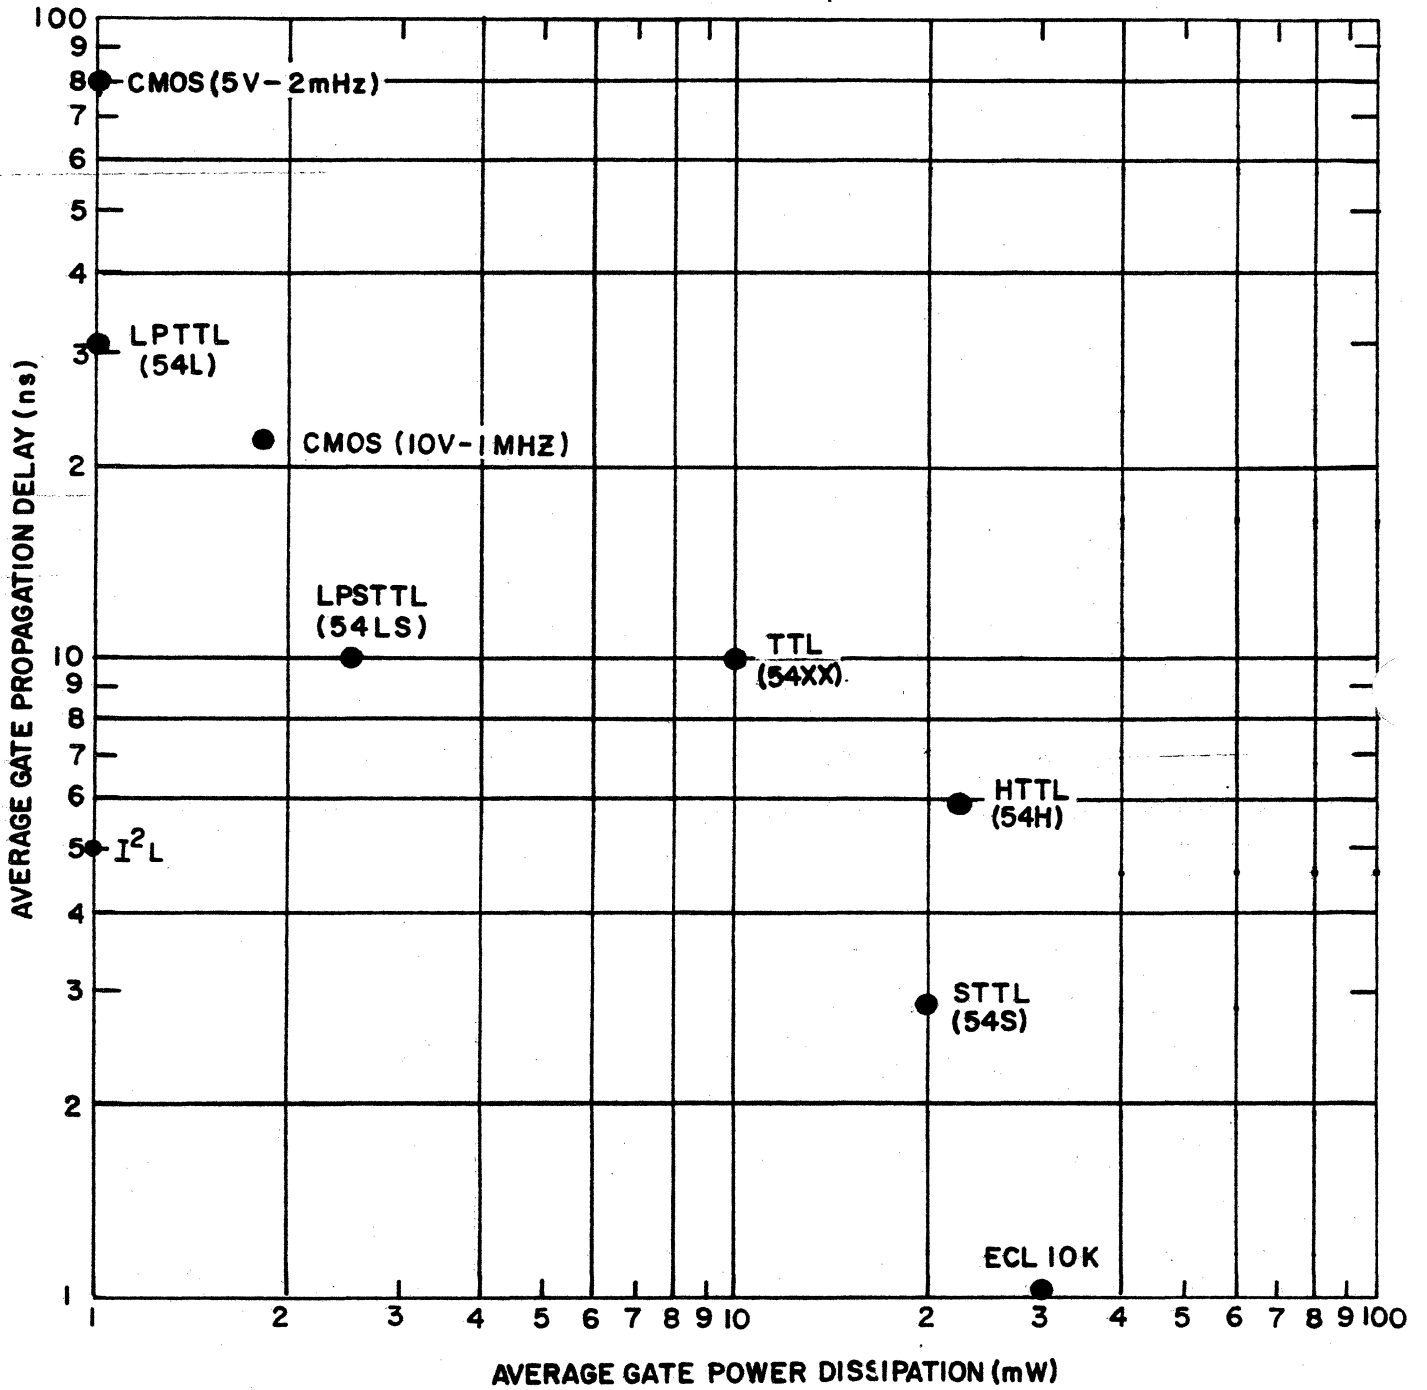 100
9
8
CMOS (5V-2mHz)
7
6
5
4
LPTTL
3
(54L)
CMOS (10V-1MHZ)
2
LPSTTL
(54LS)
TTL
10
(54XX)
9
8
7
HTTL
6
(54H)
5
I²L
4
STTL
3
(54S)
2
ECL 10K
1
1 2 3 4 5 6 7 8 9 10 2 3 4 5 6 7 8 9 100
AVERAGE GATE POWER DISSIPATION (mW)
AVERAGE GATE PROPAGATION DELAY (ns)